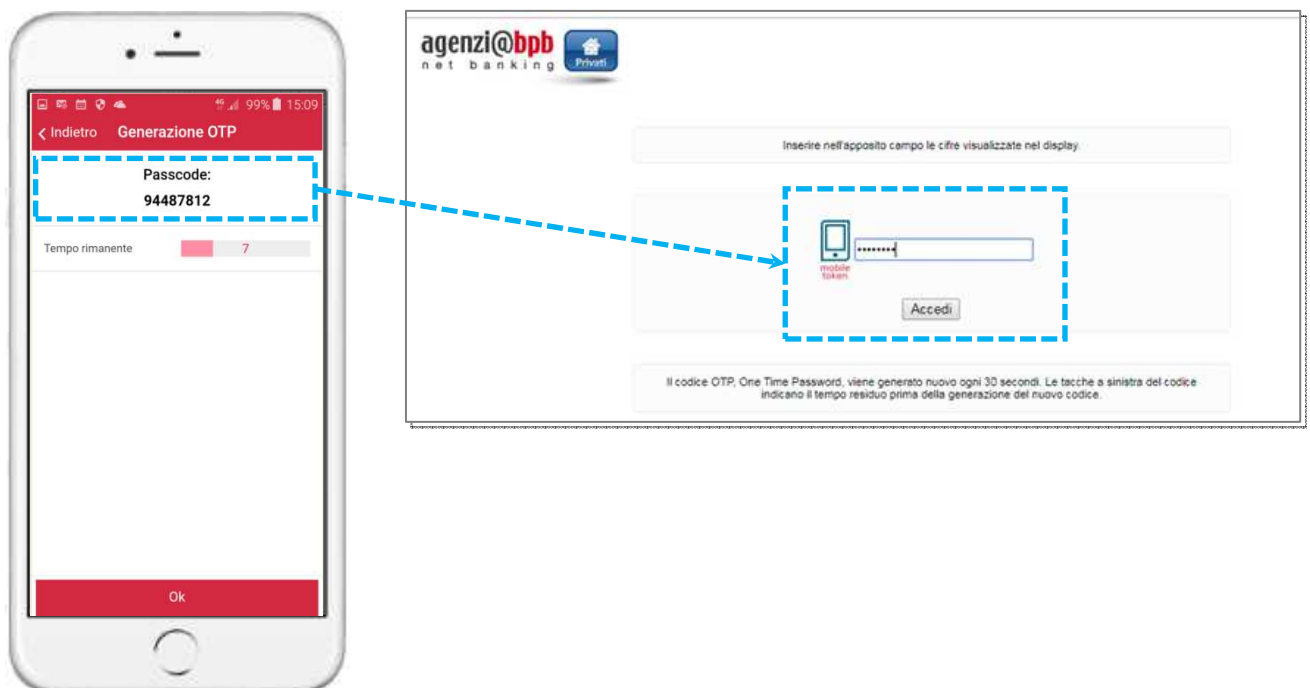 4G 99% 15:09
Indietro Generazione OTP
Passcode:
94487812
Tempo rimanente 7
Ok
agenzi@bpb
net banking
Privati
Inserire nell'apposito campo le cifre visualizzate nel display.
mobile
token
••••••••
Accedi
Il codice OTP, One Time Password, viene generato nuovo ogni 30 secondi. Le tacche a sinistra del codice
indicano il tempo residuo prima della generazione del nuovo codice.